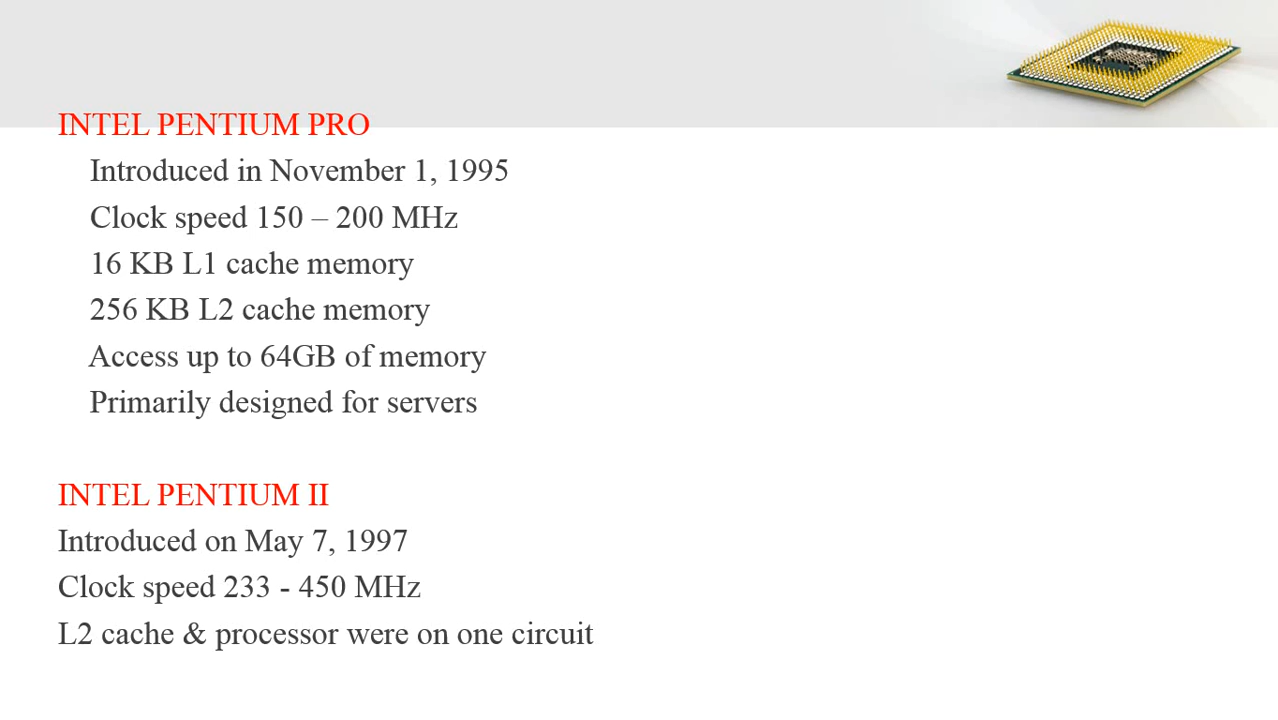 INTEL PENTIUM PRO
Introduced in November 1, 1995
Clock speed 150 – 200 MHz
16 KB L1 cache memory
256 KB L2 cache memory
Access up to 64GB of memory
Primarily designed for servers
INTEL PENTIUM II
Introduced on May 7, 1997
Clock speed 233 - 450 MHz
L2 cache & processor were on one circuit